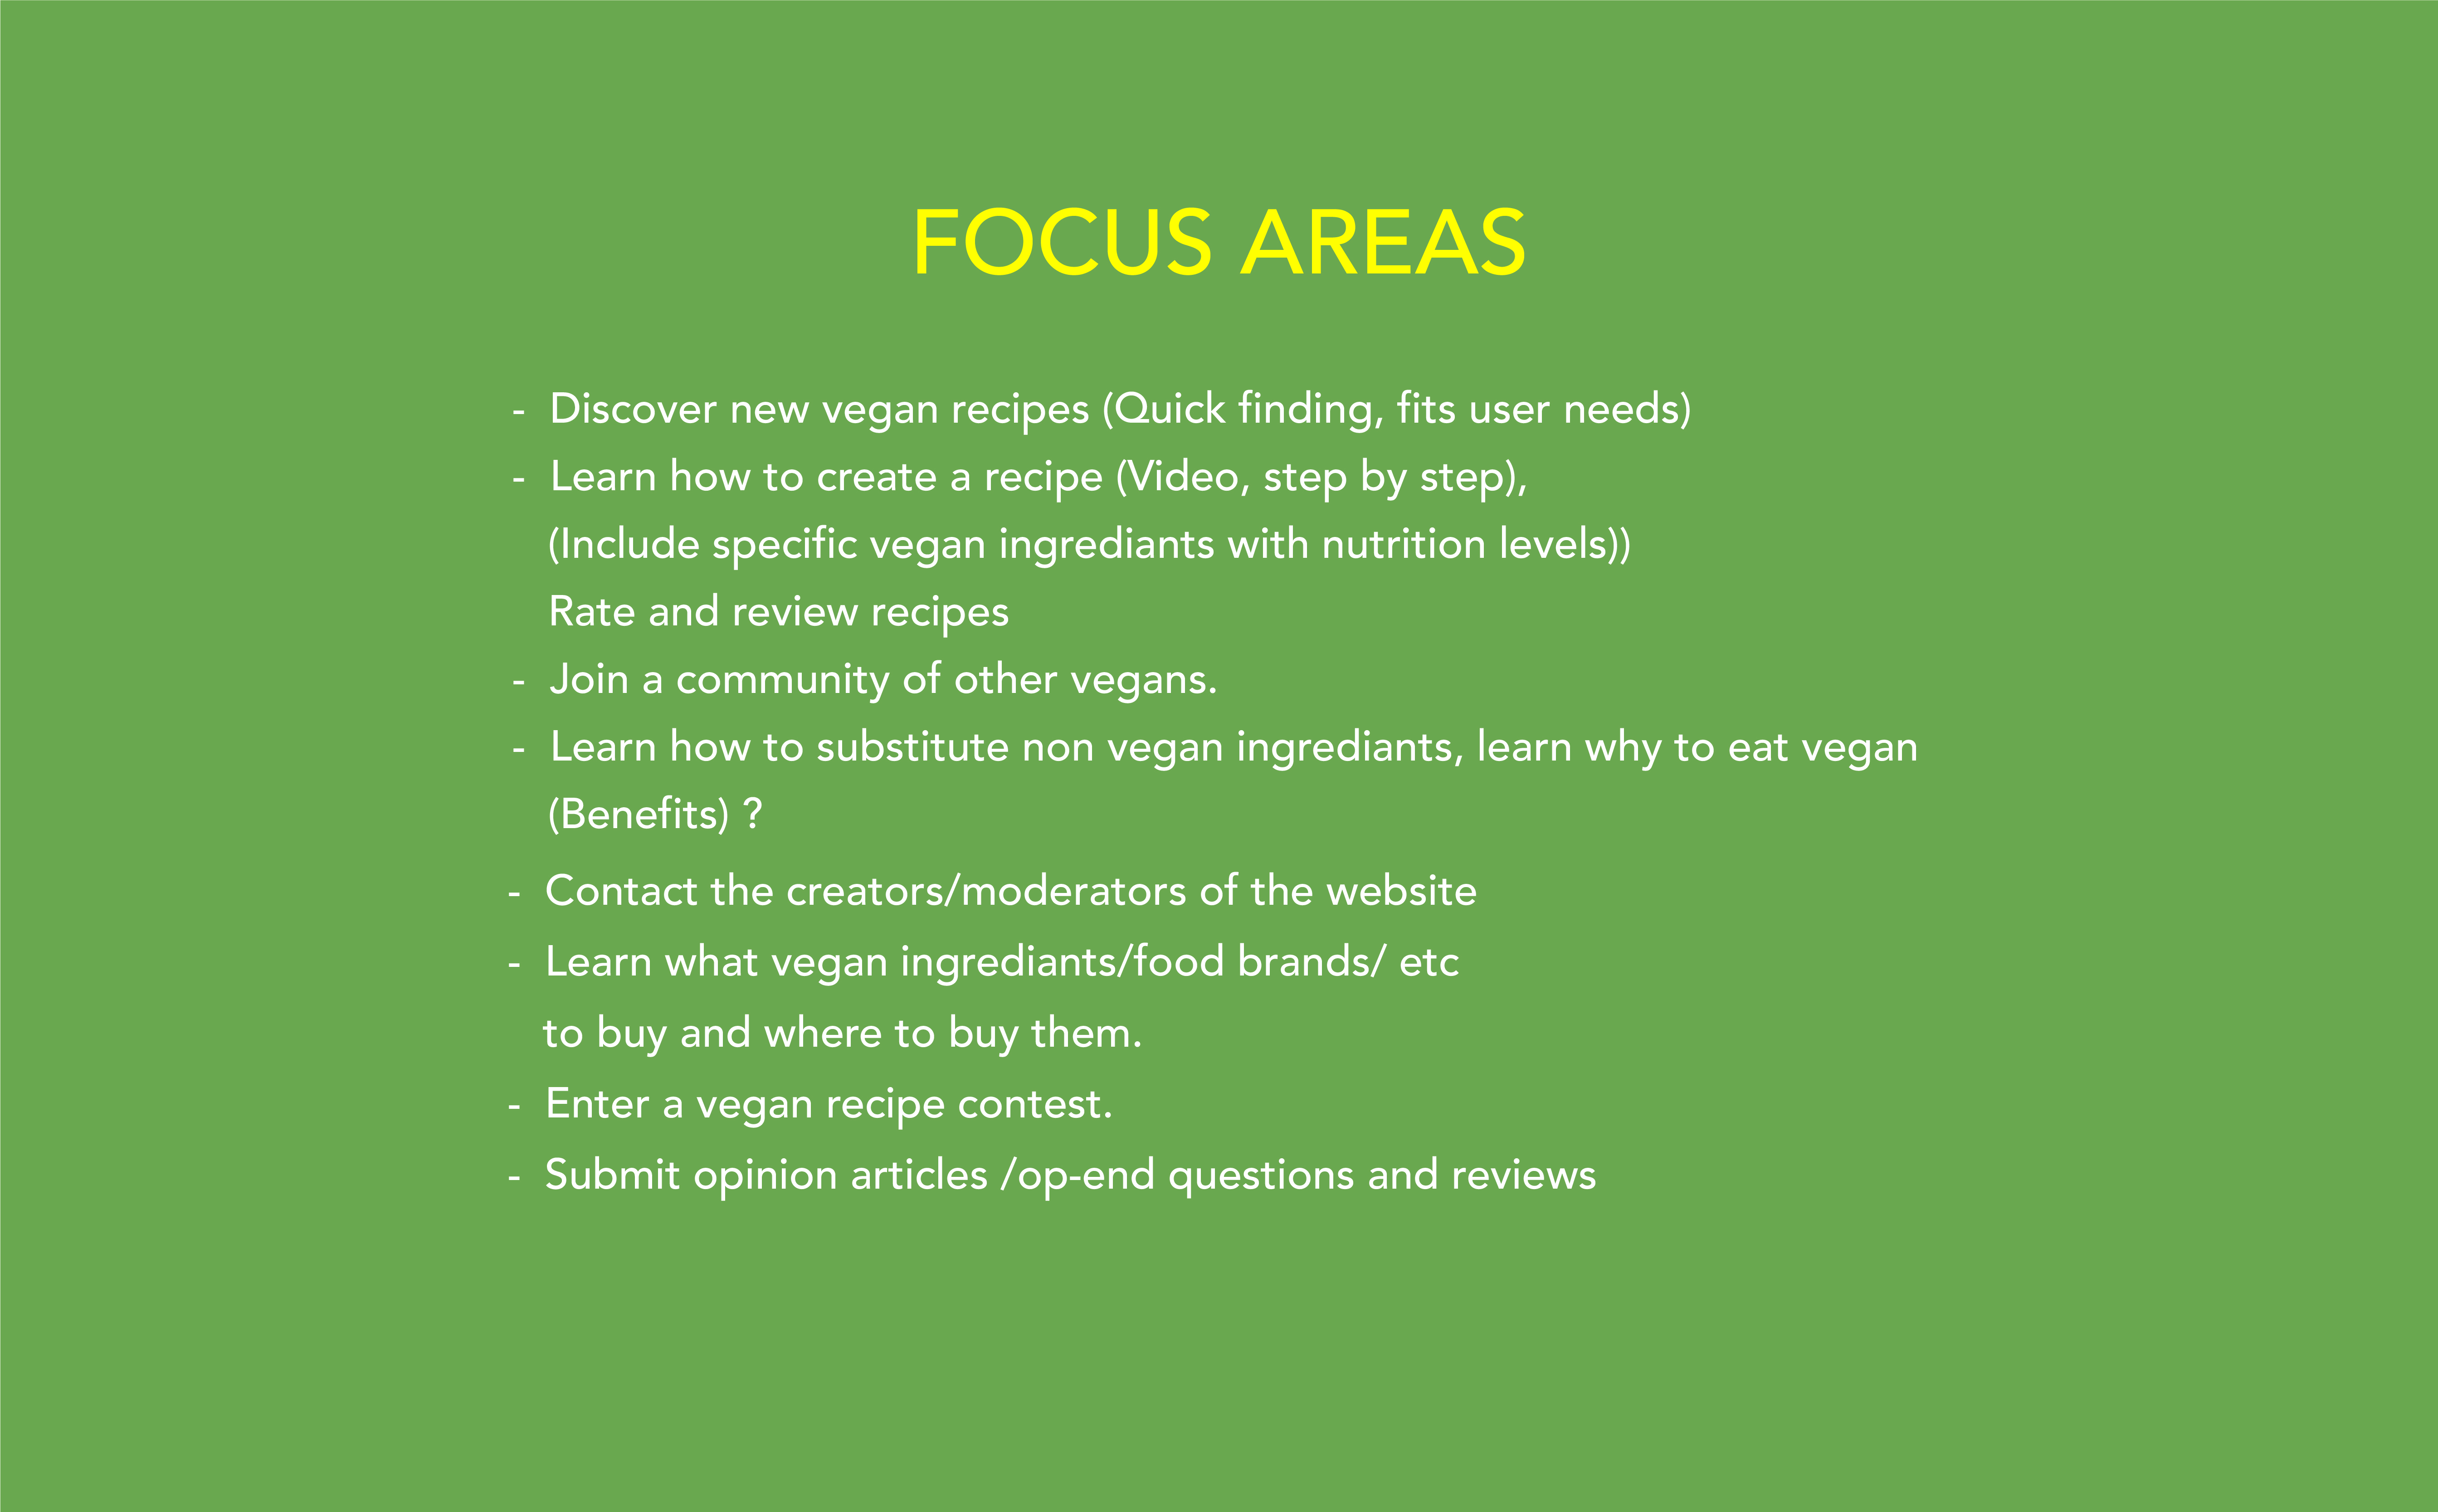 FOCUS AREAS
- Discover new vegan recipes (Quick finding, fits user needs)
- Learn how to create a recipe (Video, step by step),
(Include specific vegan ingrediants with nutrition levels))
Rate and review recipes
- Join a community of other vegans.
- Learn how to substitute non vegan ingrediants, learn why to eat vegan
(Benefits) ?
- Contact the creators/moderators of the website
- Learn what vegan ingrediants/food brands/ etc
to buy and where to buy them.
- Enter a vegan recipe contest.
- Submit opinion articles /op-end questions and reviews